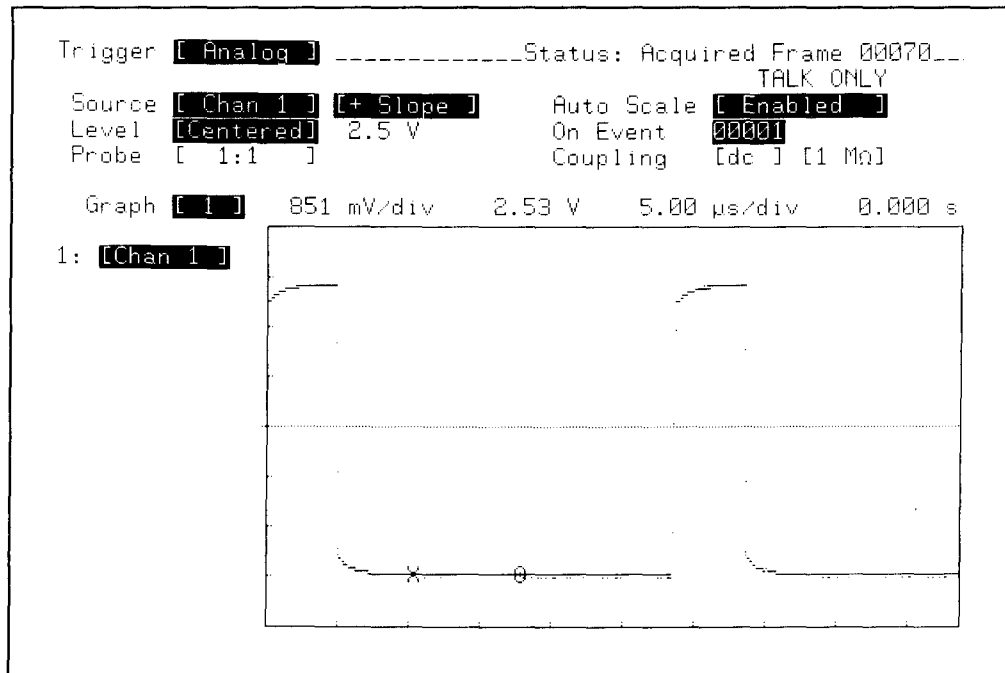 Trigger [ Analog ] _____________Status: Acquired Frame 00070__
TALK ONLY
Source [ Chan 1 ] [+ Slope ] Auto Scale [ Enabled ]
Level [Centered] 2.5 V On Event 00001
Probe [ 1:1 ] Coupling [dc ] [1 MΩ]
Graph [ 1 ] 851 mV/div 2.53 V 5.00 µs/div 0.000 s
1: [Chan 1 ]